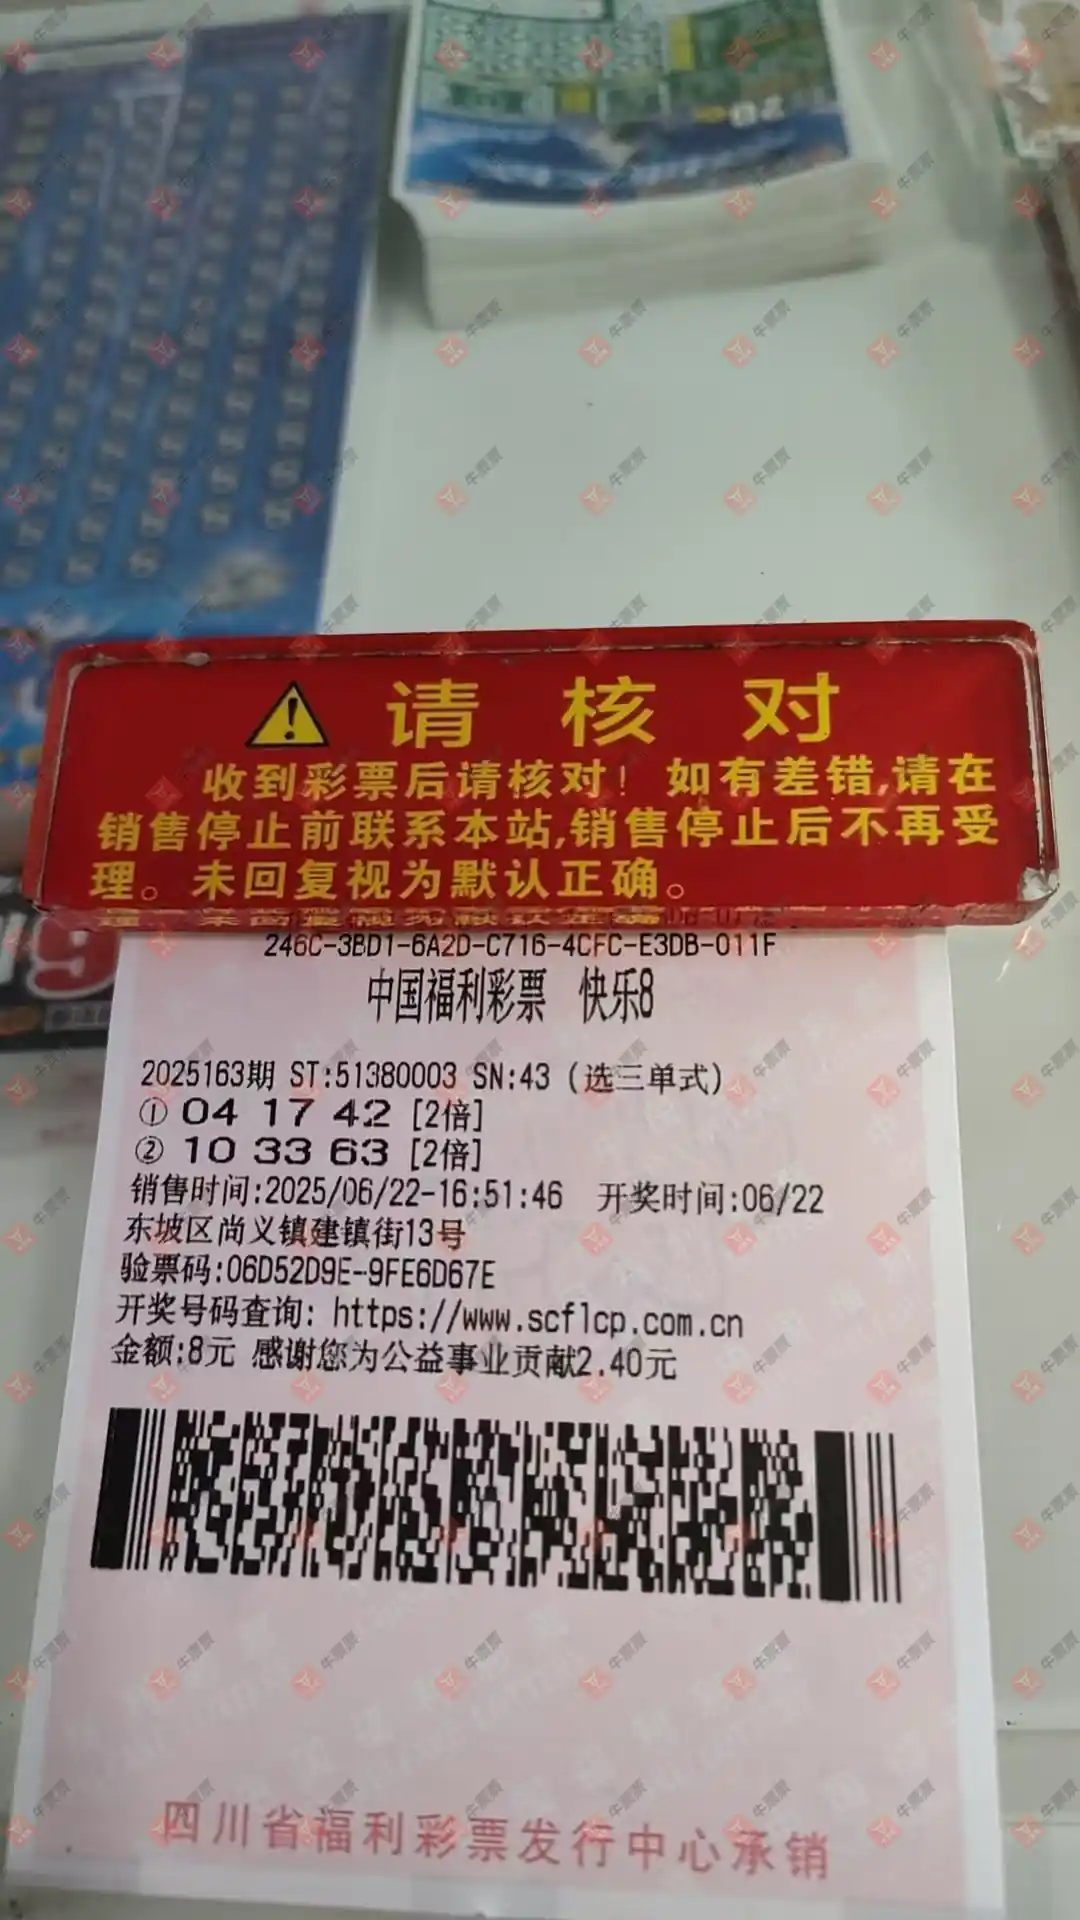 请核对
收到彩票后请核对！如有差错,请在
销售停止前联系本站,销售停止后不再受
理。未回复视为默认正确。
246C-3BD1-6A2D-C716-4CFC-E3DB-011F
中国福利彩票 快乐8
2025163期 ST:51380003 SN:43 (选三单式)
① 04 17 42 [2倍]
② 10 33 63 [2倍]
销售时间:2025/06/22-16:51:46 开奖时间:06/22
东坡区尚义镇建镇街13号
验票码:06D52D9E-9FE6D67E
开奖号码查询: https://www.scflcp.com.cn
金额:8元 感谢您为公益事业贡献2.40元
四川省福利彩票发行中心承销
牛票票